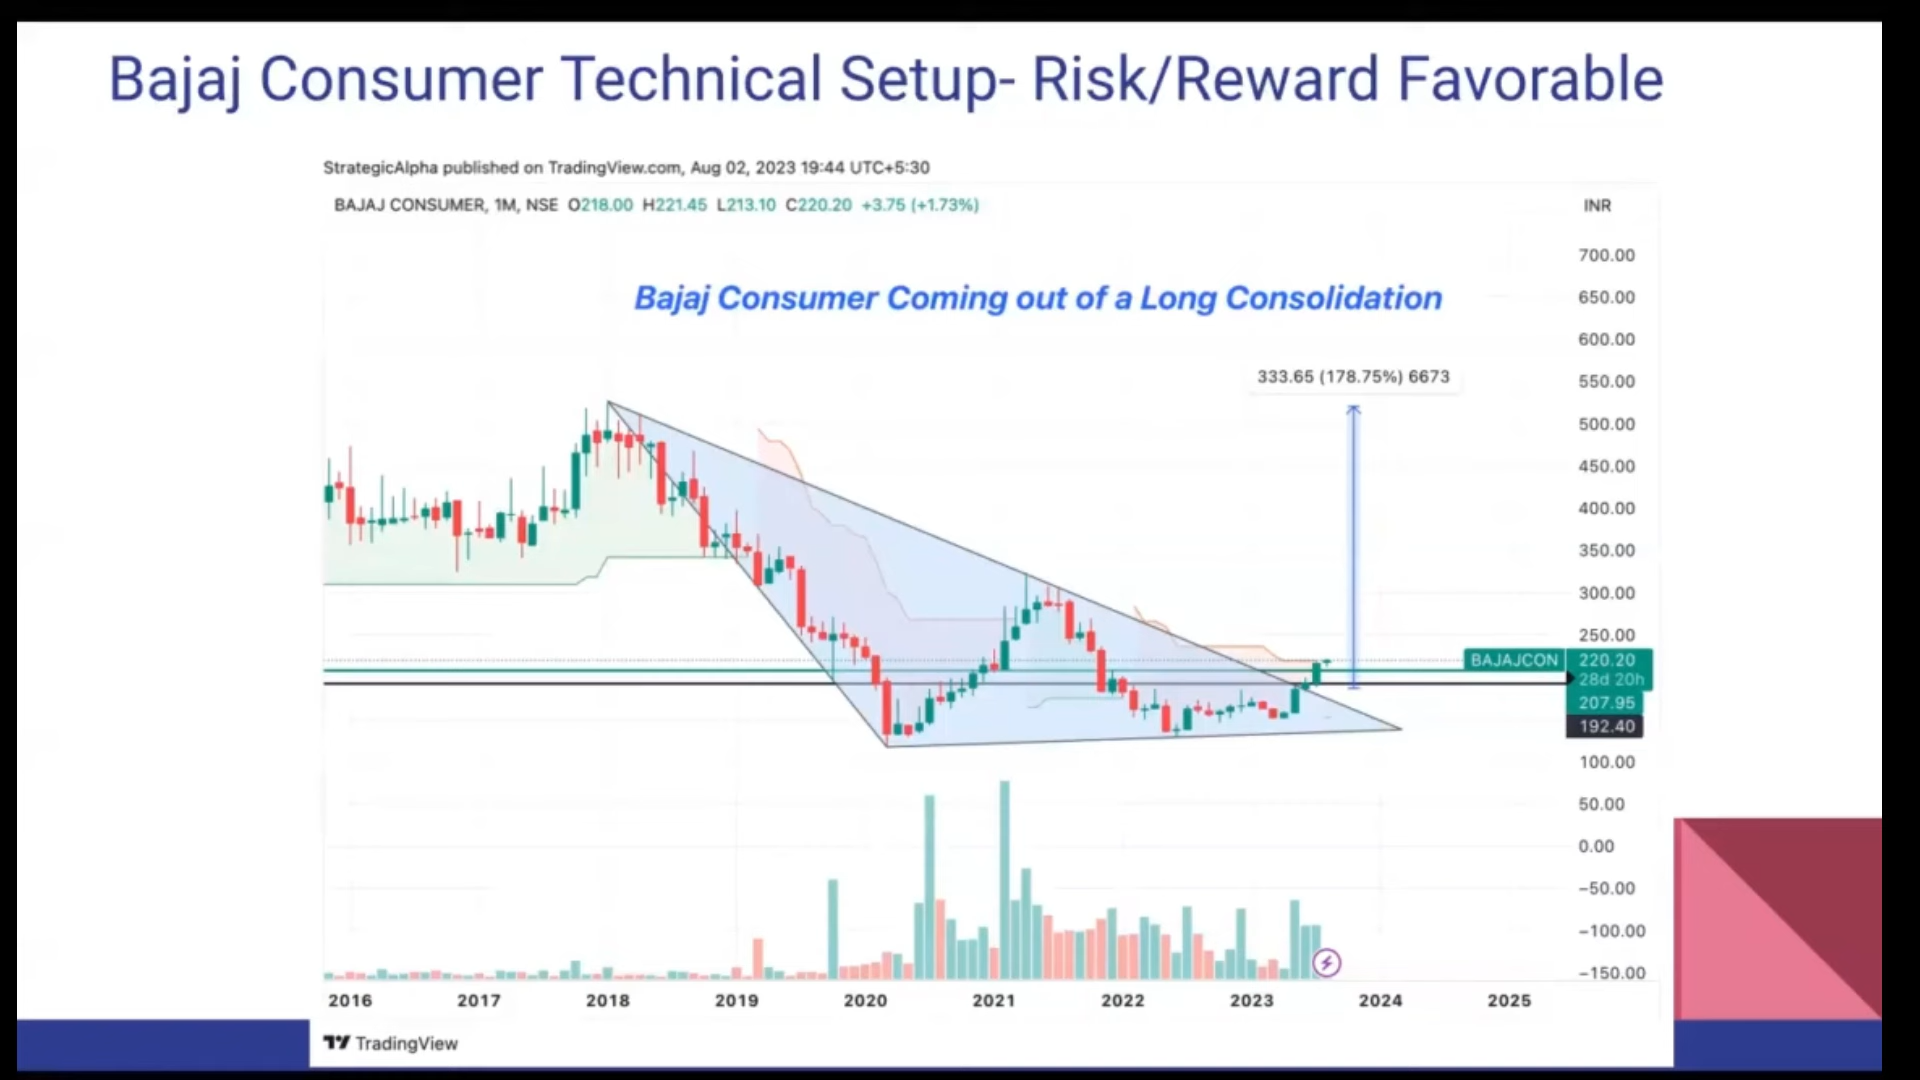 Bajaj Consumer Technical Setup- Risk/Reward Favorable
StrategicAlpha published on TradingView.com, Aug 02, 2023 19:44 UTC+5:30
BAJAJ CONSUMER, 1M, NSE O218.00 H221.45 L213.10 C220.20 +3.75 (+1.73%)
INR
700.00
Bajaj Consumer Coming out of a Long Consolidation
650.00
600.00
333.65 (178.75%) 6673
550.00
500.00
450.00
400.00
350.00
300.00
250.00
BAJAJCON 220.20
28d 20h
207.95
192.40
100.00
50.00
0.00
−50.00
−100.00
−150.00
2016 2017 2018 2019 2020 2021 2022 2023 2024 2025
TradingView